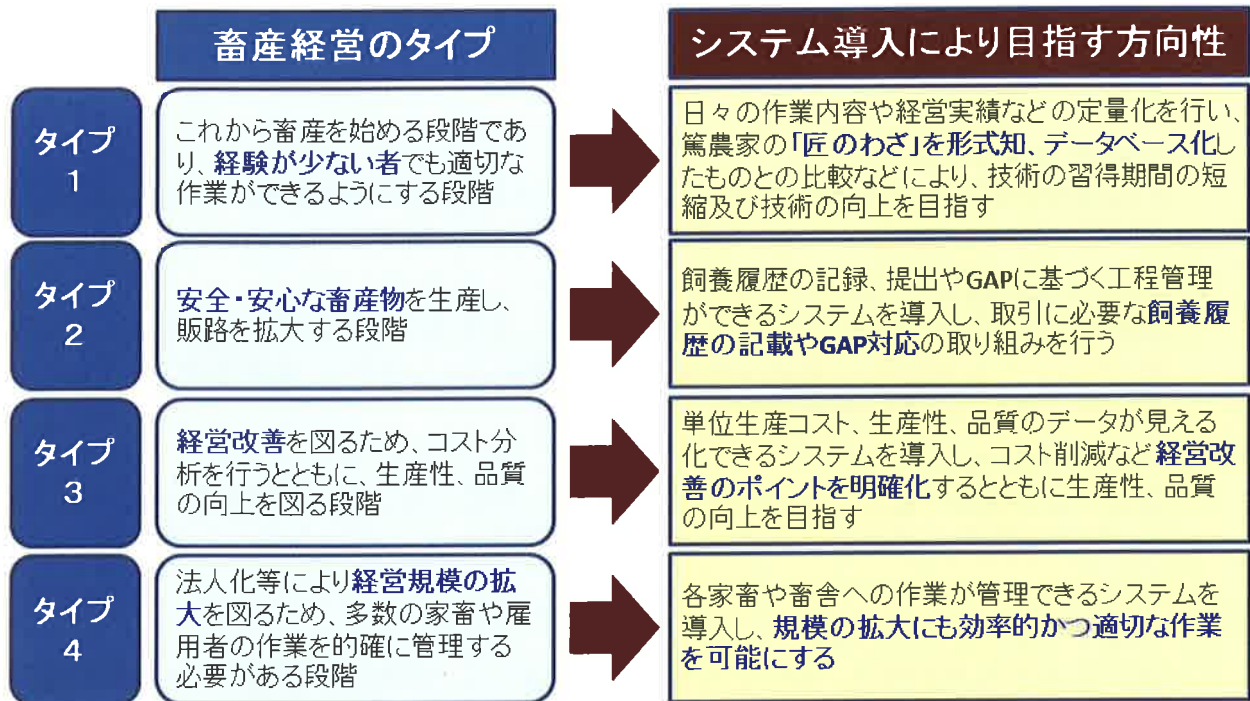 畜産経営のタイプ
システム導入により目指す方向性
タイプ
1
これから畜産を始める段階であ
り、経験が少ない者でも適切な
作業ができるようにする段階
日々の作業内容や経営実績などの定量化を行い、
篤農家の「匠のわざ」を形式知、データベース化し
たものとの比較などにより、技術の習得期間の短
縮及び技術の向上を目指す
タイプ
2
安全・安心な畜産物を生産し、
販路を拡大する段階
飼養履歴の記録、提出やGAPに基づく工程管理
ができるシステムを導入し、取引に必要な飼養履
歴の記載やGAP対応の取り組みを行う
タイプ
3
経営改善を図るため、コスト分
析を行うとともに、生産性、品質
の向上を図る段階
単位生産コスト、生産性、品質のデータが見える
化できるシステムを導入し、コスト削減など経営改
善のポイントを明確化するとともに生産性、品質
の向上を目指す
タイプ
4
法人化等により経営規模の拡
大を図るため、多数の家畜や雇
用者の作業を的確に管理する
必要がある段階
各家畜や畜舎への作業が管理できるシステムを
導入し、規模の拡大にも効率的かつ適切な作業
を可能にする